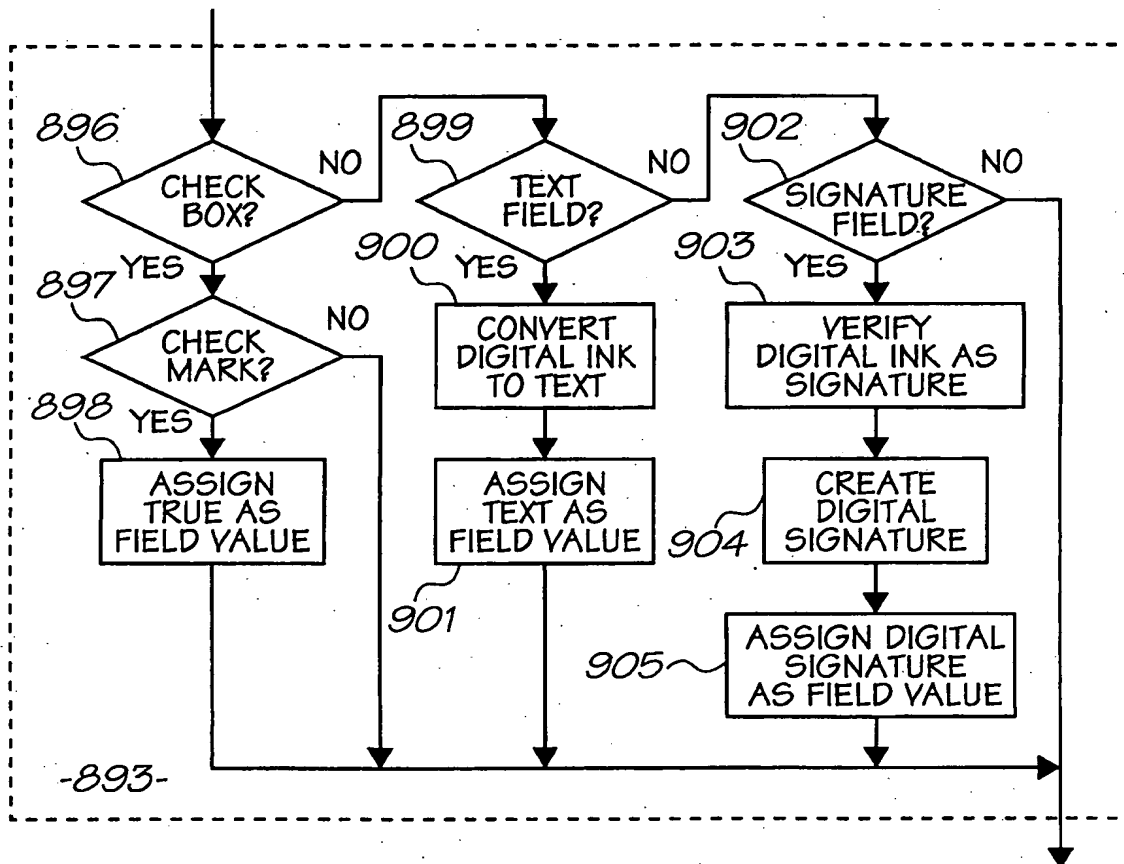 896
CHECK
BOX?
NO
YES
897
CHECK
MARK?
NO
YES
898
ASSIGN
TRUE AS
FIELD VALUE
899
TEXT
FIELD?
NO
YES
900
CONVERT
DIGITAL INK
TO TEXT
ASSIGN
TEXT AS
FIELD VALUE
901
902
SIGNATURE
FIELD?
NO
YES
903
VERIFY
DIGITAL INK AS
SIGNATURE
CREATE
DIGITAL
SIGNATURE
904
ASSIGN DIGITAL
SIGNATURE
AS FIELD VALUE
905
-893-